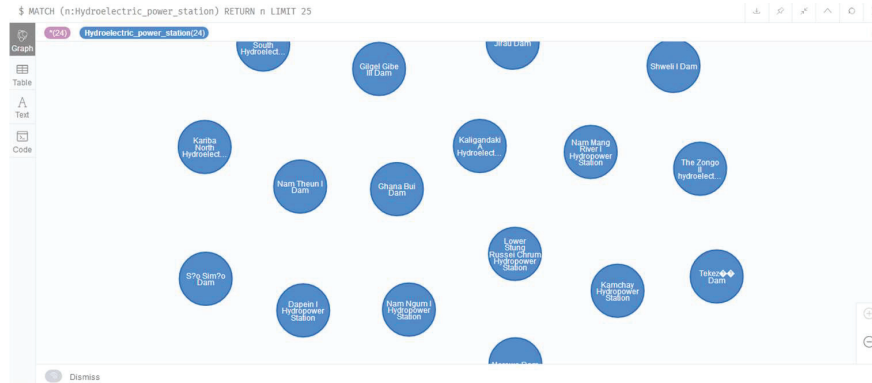 $ MATCH (n:Hydroelectric_power_station) RETURN n LIMIT 25
*(24) Hydroelectric_power_station(24)
Graph
Table
Text
Code
South
Hydroelect...
Gilgel Gibe
III Dam
Jirau Dam
Shweli I Dam
Kariba
North
Hydroelect...
Kaligandaki
A
Hydroelect...
Nam Mang
River I
Hydropower
Station
The Zongo
II
hydroelect...
Nam Theun I
Dam
Ghana Bui
Dam
Lower
Stung
Russei Chrum
Hydropower
Station
S?o Sim?o
Dam
Dapein I
Hydropower
Station
Nam Ngum I
Hydropower
Station
Kamchay
Hydropower
Station
Tekez��
Dam
Dismiss